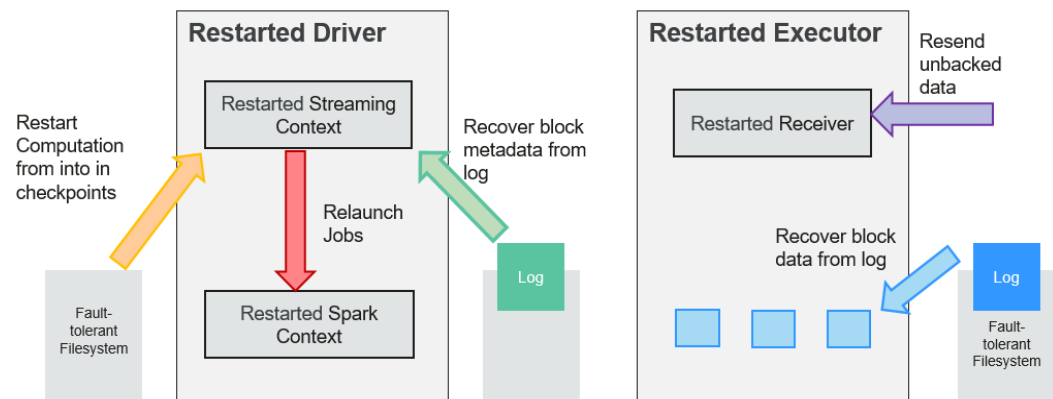 Restarted Driver
Restarted Streaming
Context
Restart
Computation
from into in
checkpoints
Recover block
metadata from
log
Relaunch
Jobs
Log
Restarted Spark
Context
Fault-
tolerant
Filesystem
Restarted Executor
Resend
unbacked
data
Restarted Receiver
Recover block
data from log
Log
Fault-
tolerant
Filesystem